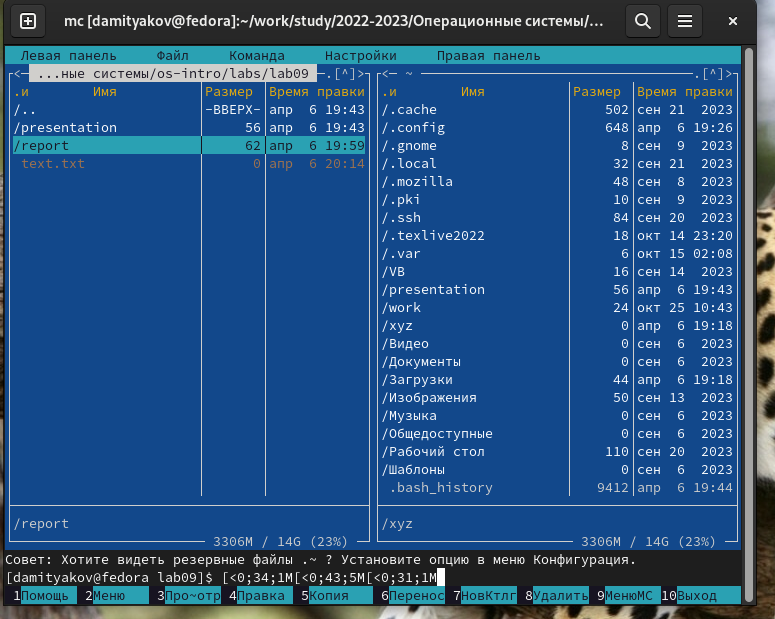 mc [damityakov@fedora]:~/work/study/2022-2023/Операционные системы/...
Левая панель Файл Команда Настройки Правая панель
<— ...ные системы/os-intro/labs/lab09 .[^]> <— ~ .[^]>
.и Имя Размер Время правки .и Имя Размер Время правки
/.. -ВВЕРХ- апр 6 19:43 /.cache 502 сен 21 2023
/presentation 56 апр 6 19:43 /.config 648 апр 6 19:26
/report 62 апр 6 19:59 /.gnome 8 сен 9 2023
text.txt 0 апр 6 20:14 /.local 32 сен 21 2023
/.mozilla 48 сен 8 2023
/.pki 10 сен 9 2023
/.ssh 84 сен 20 2023
/.texlive2022 18 окт 14 23:20
/.var 6 окт 15 02:08
/VB 16 сен 14 2023
/presentation 56 апр 6 19:43
/work 24 окт 25 10:43
/xyz 0 апр 6 19:18
/Видео 0 сен 6 2023
/Документы 0 сен 6 2023
/Загрузки 44 апр 6 19:18
/Изображения 50 сен 13 2023
/Музыка 0 сен 6 2023
/Общедоступные 0 сен 6 2023
/Рабочий стол 110 сен 20 2023
/Шаблоны 0 сен 6 2023
.bash_history 9412 апр 6 19:44
/report /xyz
3306M / 14G (23%) 3306M / 14G (23%)
Совет: Хотите видеть резервные файлы .~ ? Установите опцию в меню Конфигурация.
[damityakov@fedora lab09]$ [<0;34;1M[<0;43;5M[<0;31;1M
1Помощь 2Меню 3Про~отр 4Правка 5Копия 6Перенос 7НовКтлг 8Удалить 9МенюМС 10Выход